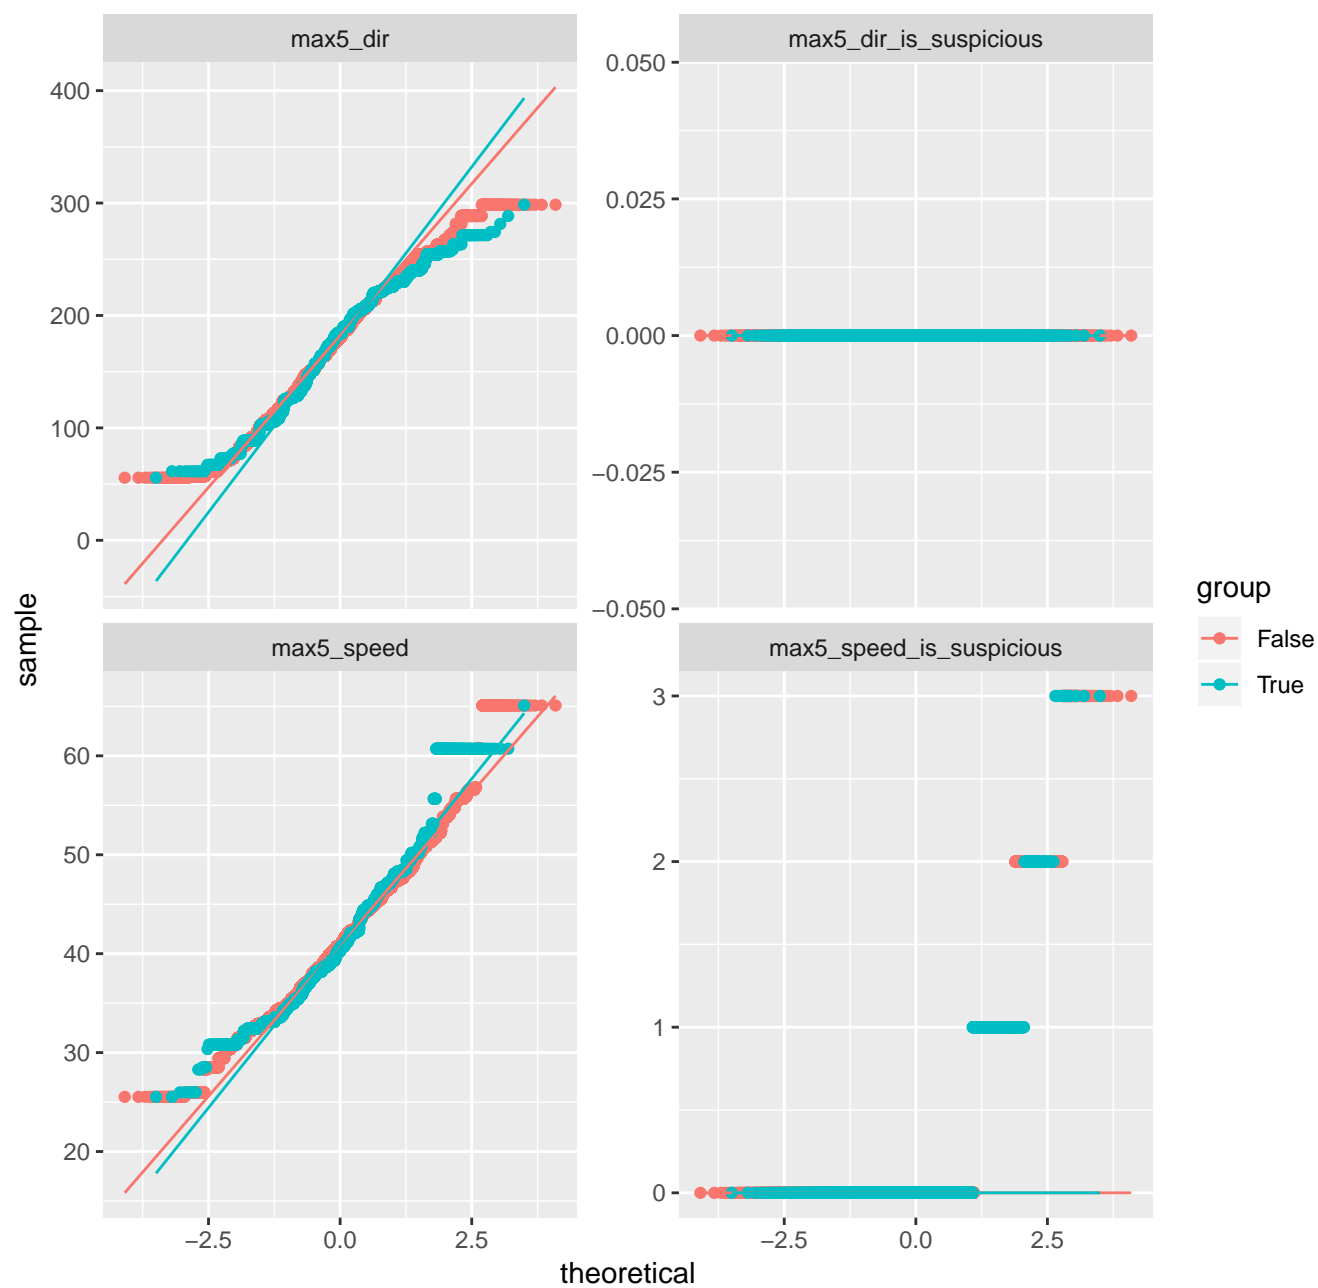 max5_dir
max5_dir_is_suspicious
400
300
200
100
0
0.050
0.025
0.000
−0.025
−0.050
max5_speed
max5_speed_is_suspicious
60
50
40
30
20
3
2
1
0
−2.5 0.0 2.5
−2.5 0.0 2.5
theoretical
sample
group
False
True